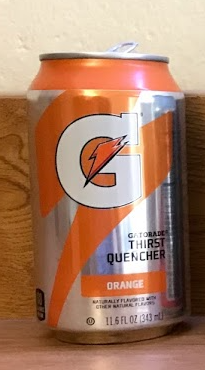 G
GATORADE
THIRST
QUENCHER
ORANGE
NATURALLY FLAVORED WITH
OTHER NATURAL FLAVORS
U 11.6 FL OZ (343 mL)